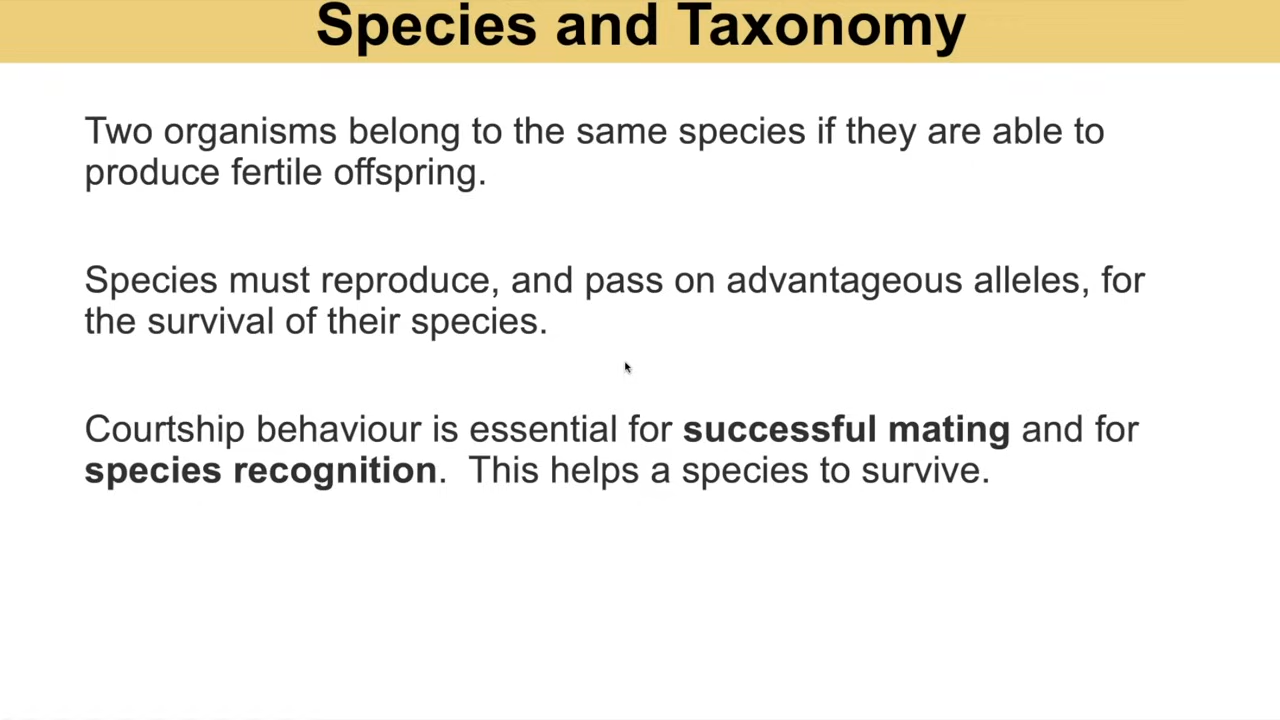 Species and Taxonomy
Two organisms belong to the same species if they are able to
produce fertile offspring.
Species must reproduce, and pass on advantageous alleles, for
the survival of their species.
Courtship behaviour is essential for successful mating and for
species recognition.  This helps a species to survive.